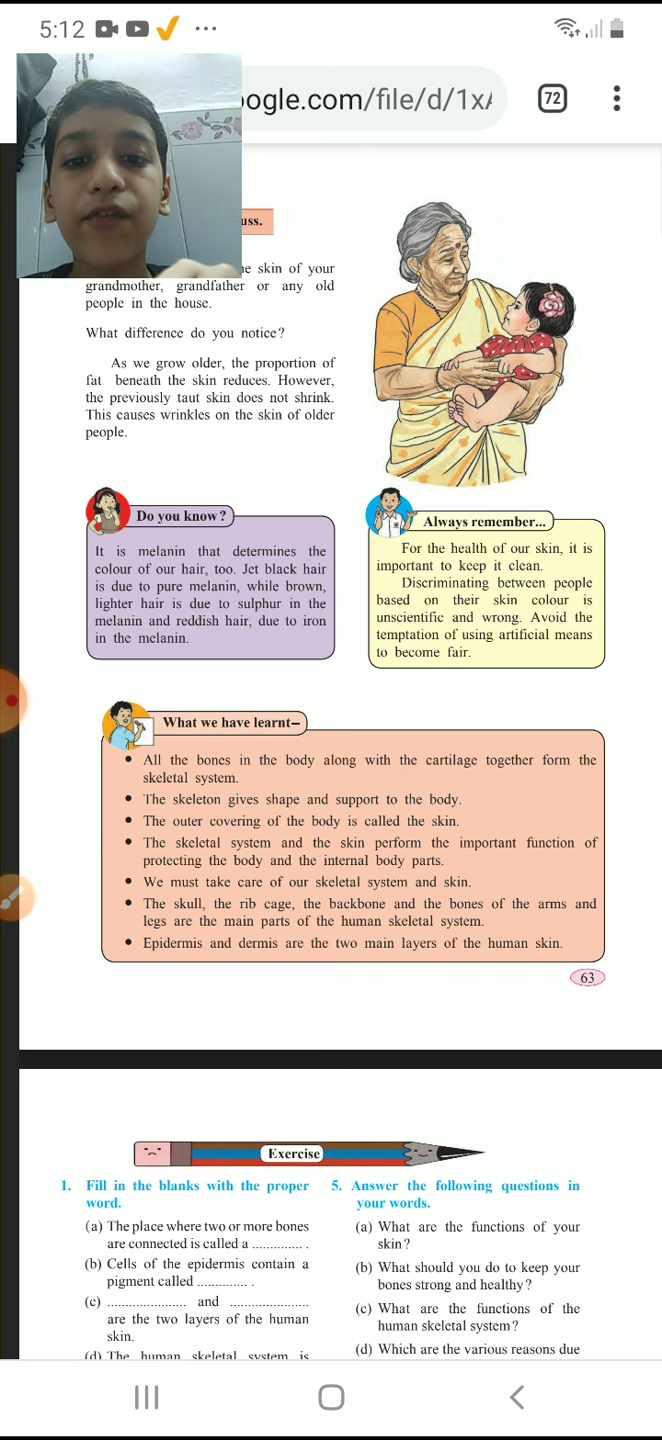 5:12
ogle.com/file/d/1x
72
uss.
skin of your
grandmother, grandfather or any old
people in the house.
What difference do you notice?
As we grow older, the proportion of
fat beneath the skin reduces. However,
the previously taut skin does not shrink.
This causes wrinkles on the skin of older
people.
Do you know?
It is melanin that determines the
colour of our hair, too. Jet black hair
is due to pure melanin, while brown,
lighter hair is due to sulphur in the
melanin and reddish hair, due to iron
in the melanin.
Always remember...
For the health of our skin, it is
important to keep it clean.
Discriminating between people
based on their skin colour is
unscientific and wrong. Avoid the
temptation of using artificial means
to become fair.
What we have learnt–
• All the bones in the body along with the cartilage together form the
skeletal system.
• The skeleton gives shape and support to the body.
• The outer covering of the body is called the skin.
• The skeletal system and the skin perform the important function of
protecting the body and the internal body parts.
• We must take care of our skeletal system and skin.
• The skull, the rib cage, the backbone and the bones of the arms and
legs are the main parts of the human skeletal system.
• Epidermis and dermis are the two main layers of the human skin.
63
Exercise
1. Fill in the blanks with the proper
word.
(a) The place where two or more bones
are connected is called a .............. .
(b) Cells of the epidermis contain a
pigment called .............. .
(c) ...................... and ......................
are the two layers of the human
skin.
(d) The human skeletal system is
5. Answer the following questions in
your words.
(a) What are the functions of your
skin?
(b) What should you do to keep your
bones strong and healthy?
(c) What are the functions of the
human skeletal system?
(d) Which are the various reasons due